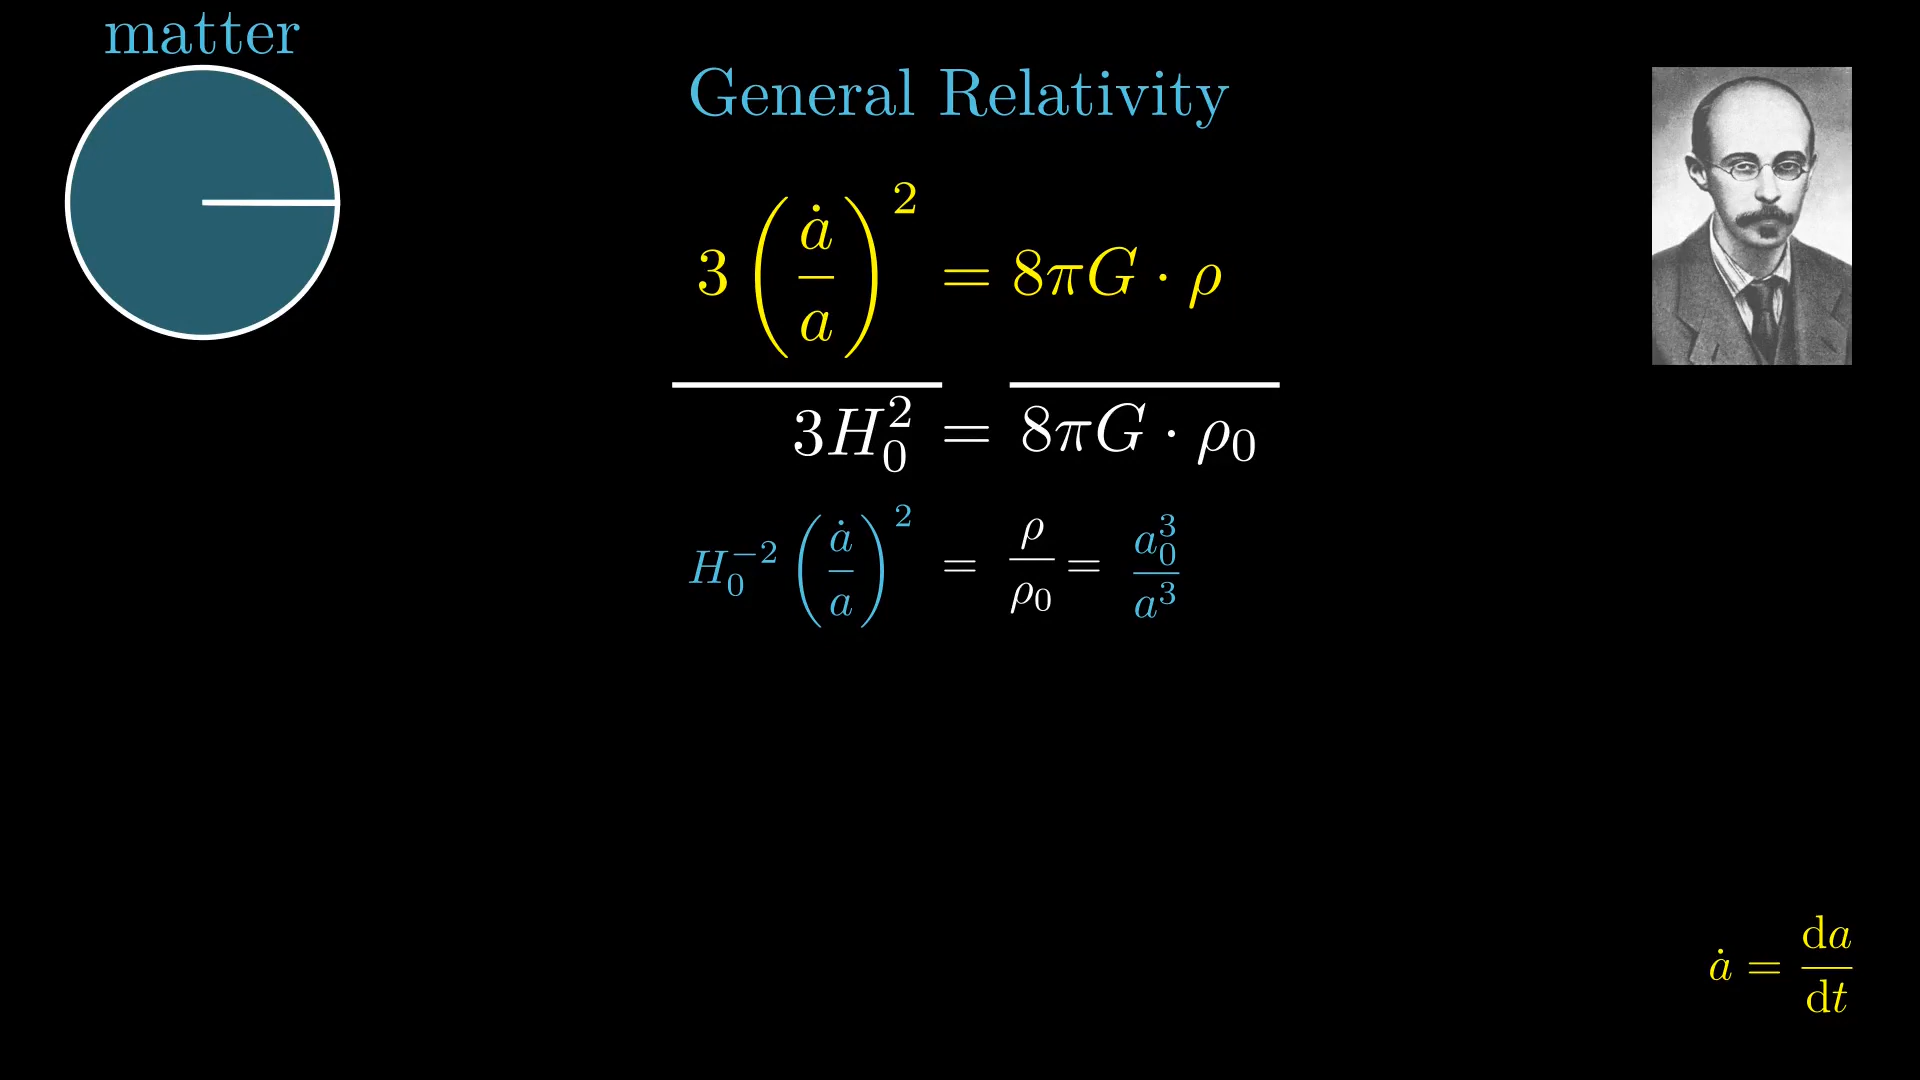 matter
General Relativity
3 (ȧ/a)² = 8πG · ρ
3H₀² = 8πG · ρ₀
H₀⁻² (ȧ/a)² = ρ/ρ₀ = a₀³/a³
ȧ = da/dt